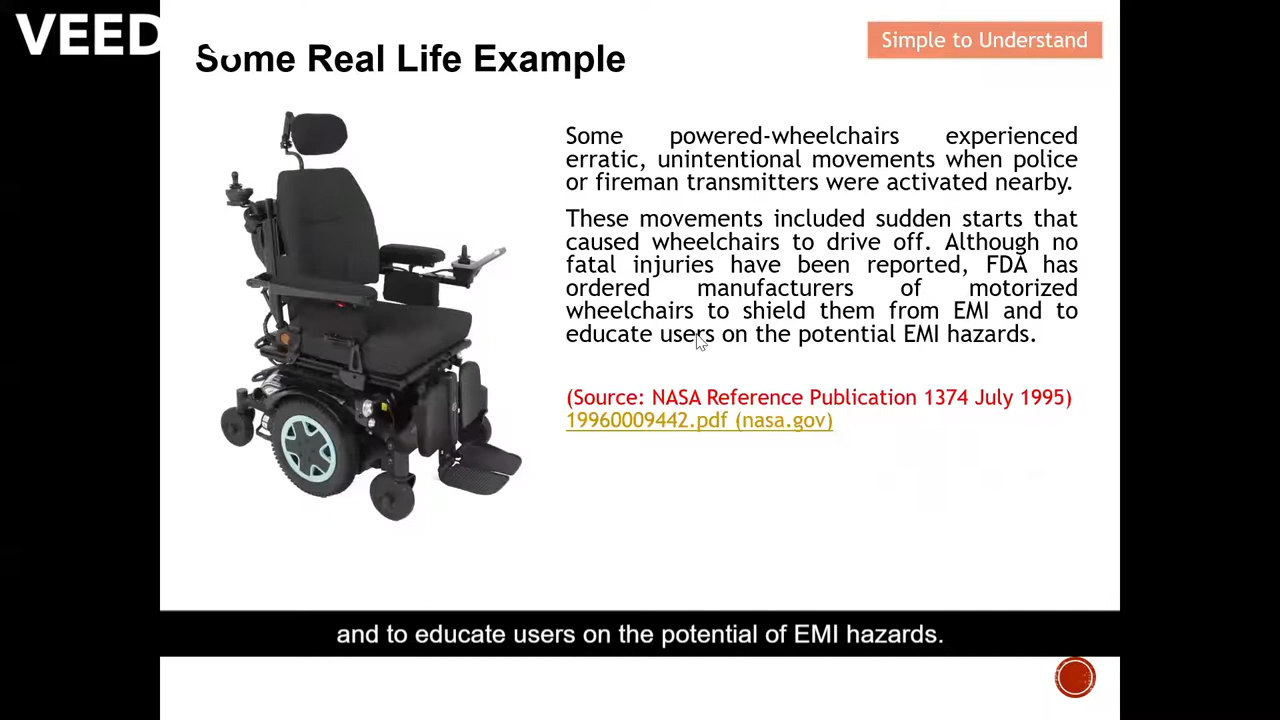 VEED
Some Real Life Example
Simple to Understand
Some powered-wheelchairs experienced
erratic, unintentional movements when police
or fireman transmitters were activated nearby.
These movements included sudden starts that
caused wheelchairs to drive off. Although no
fatal injuries have been reported, FDA has
ordered manufacturers of motorized
wheelchairs to shield them from EMI and to
educate users on the potential EMI hazards.
(Source: NASA Reference Publication 1374 July 1995)
19960009442.pdf (nasa.gov)
and to educate users on the potential of EMI hazards.